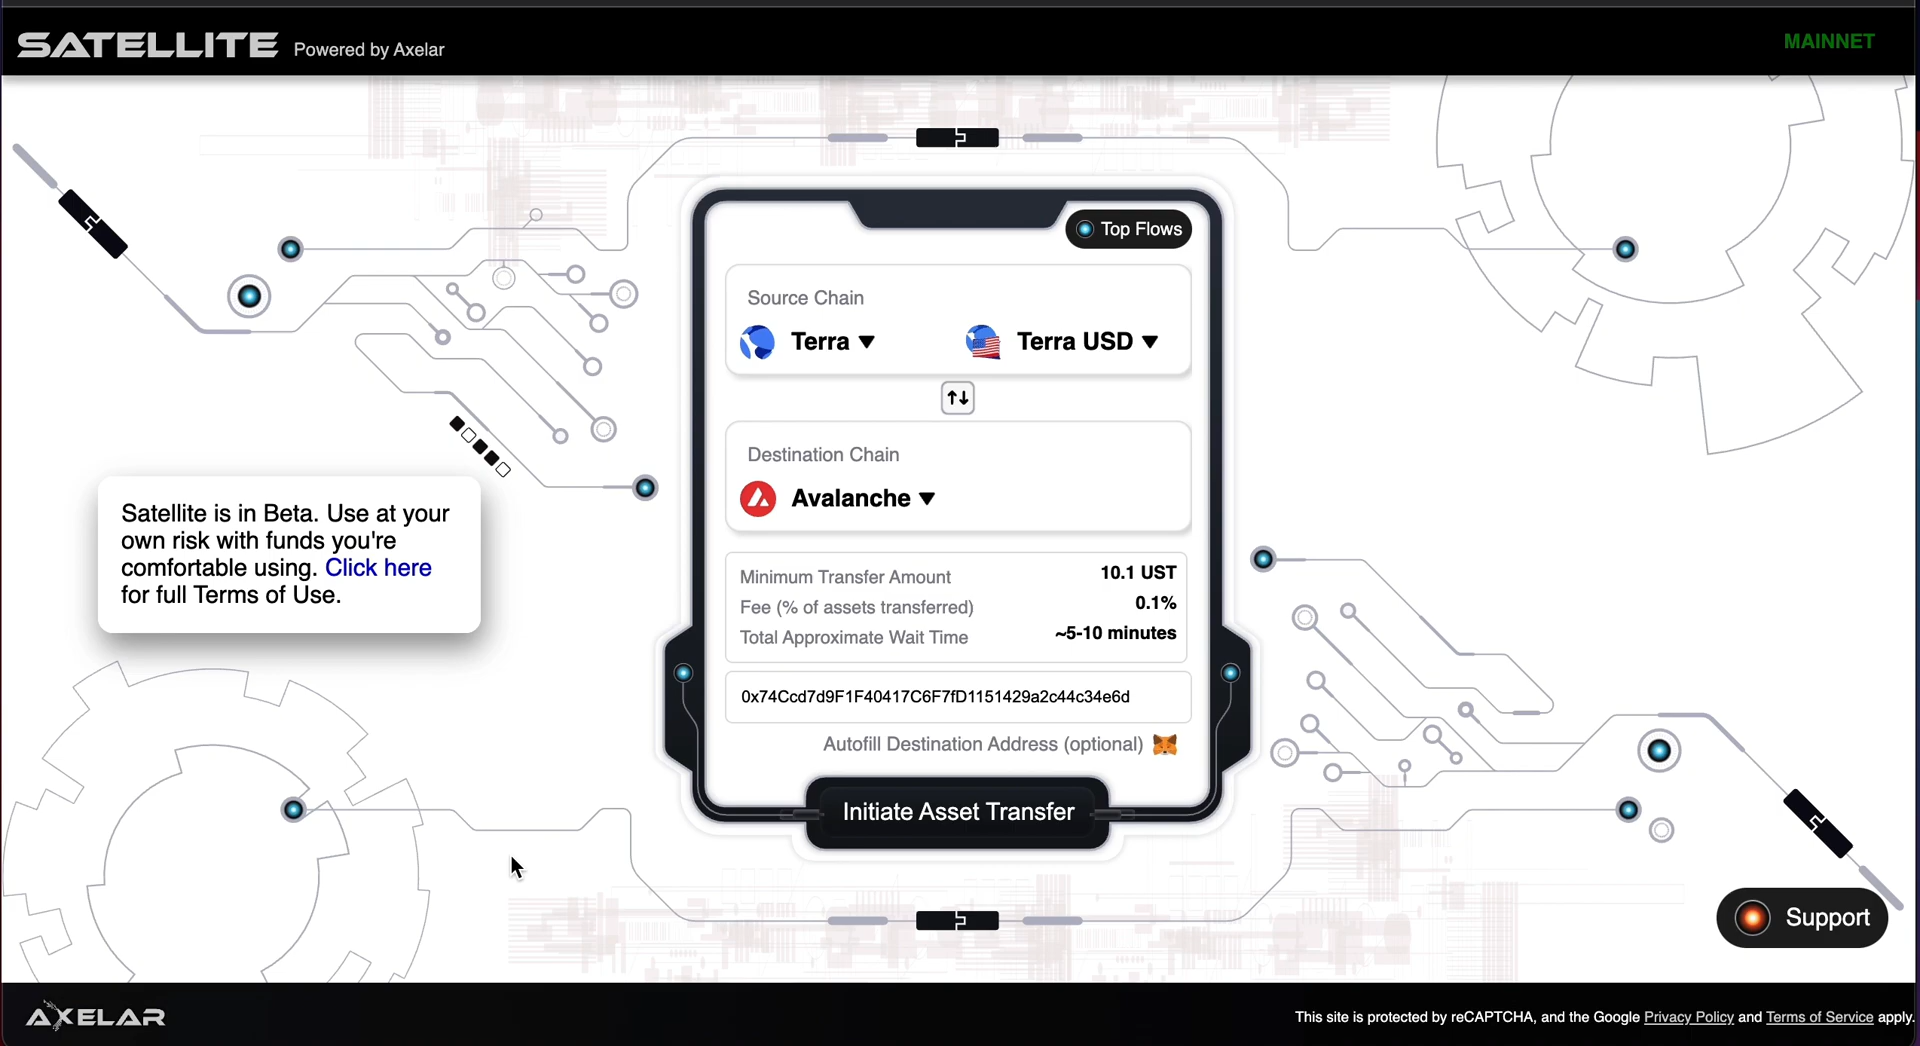 SATELLITE Powered by Axelar
MAINNET
Top Flows
Source Chain
Terra ▼ Terra USD ▼
Destination Chain
Avalanche ▼
Satellite is in Beta. Use at your
own risk with funds you're
comfortable using. Click here
for full Terms of Use.
Minimum Transfer Amount 10.1 UST
Fee (% of assets transferred) 0.1%
Total Approximate Wait Time ~5-10 minutes
0x74Ccd7d9F1F40417C6F7fD1151429a2c44c34e6d
Autofill Destination Address (optional)
Initiate Asset Transfer
Support
AXELAR
This site is protected by reCAPTCHA, and the Google Privacy Policy and Terms of Service apply.